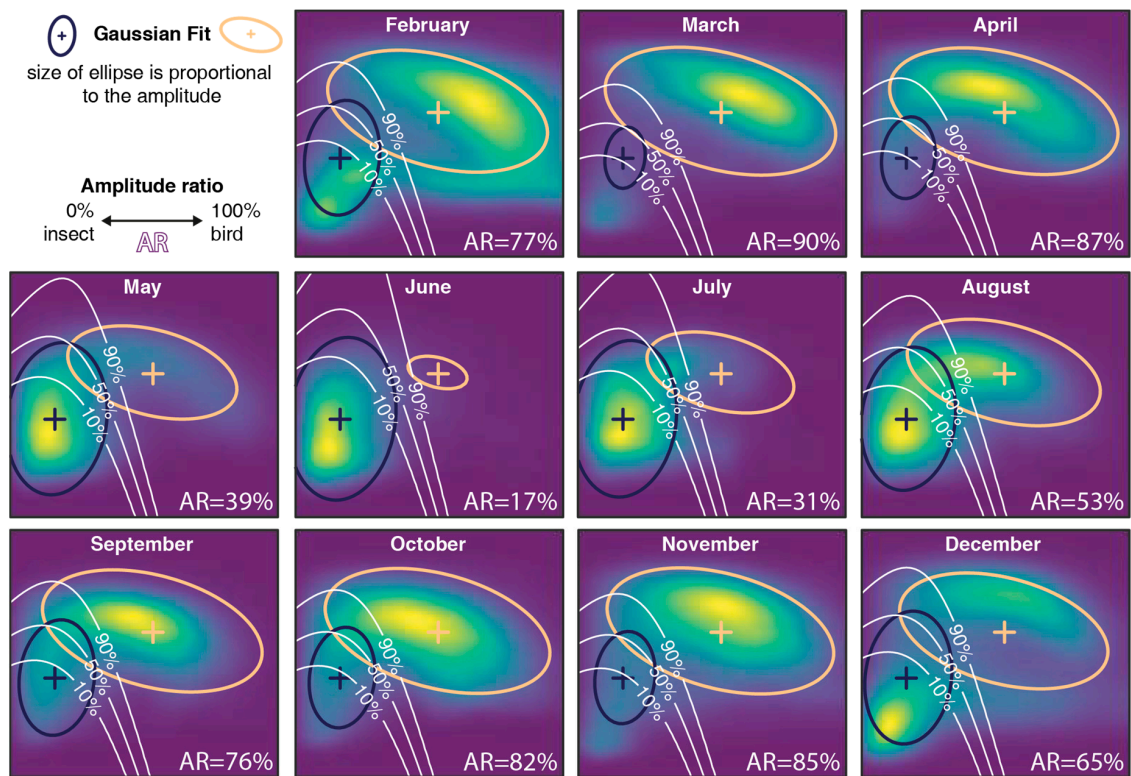 Gaussian Fit
size of ellipse is proportional
to the amplitude
Amplitude ratio
0% 100%
insect bird
AR
February
90%
50%
10%
AR=77%
March
90%
50%
10%
AR=90%
April
90%
50%
10%
AR=87%
May
90%
50%
10%
AR=39%
June
90%
50%
10%
AR=17%
July
90%
50%
10%
AR=31%
August
90%
50%
10%
AR=53%
September
90%
50%
10%
AR=76%
October
90%
50%
10%
AR=82%
November
90%
50%
10%
AR=85%
December
90%
50%
10%
AR=65%